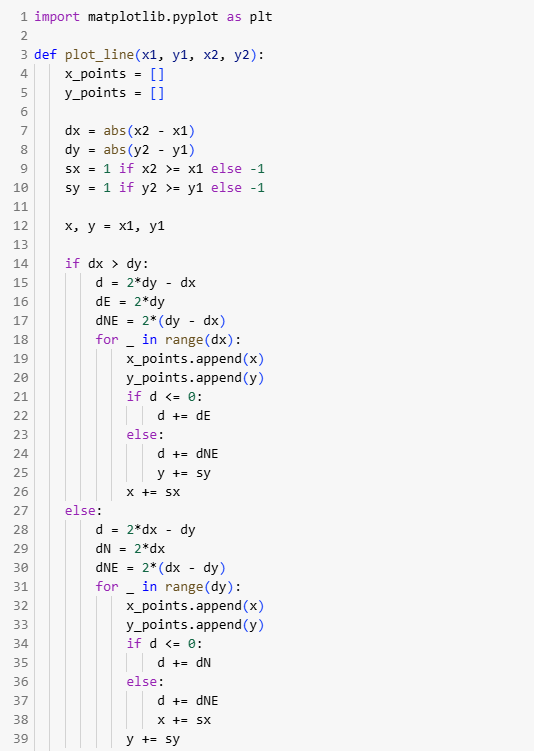 1 import matplotlib.pyplot as plt
2
3 def plot_line(x1, y1, x2, y2):
4     x_points = []
5     y_points = []
6
7     dx = abs(x2 - x1)
8     dy = abs(y2 - y1)
9     sx = 1 if x2 >= x1 else -1
10     sy = 1 if y2 >= y1 else -1
11
12     x, y = x1, y1
13
14     if dx > dy:
15         d = 2*dy - dx
16         dE = 2*dy
17         dNE = 2*(dy - dx)
18         for _ in range(dx):
19             x_points.append(x)
20             y_points.append(y)
21             if d <= 0:
22                 d += dE
23             else:
24                 d += dNE
25                 y += sy
26             x += sx
27     else:
28         d = 2*dx - dy
29         dN = 2*dx
30         dNE = 2*(dx - dy)
31         for _ in range(dy):
32             x_points.append(x)
33             y_points.append(y)
34             if d <= 0:
35                 d += dN
36             else:
37                 d += dNE
38                 x += sx
39             y += sy